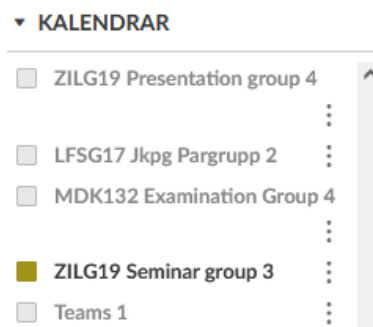 KALENDRAR
ZILG19 Presentation group 4
LFSG17 Jkpg Pargrupp 2
MDK132 Examination Group 4
ZILG19 Seminar group 3
Teams 1